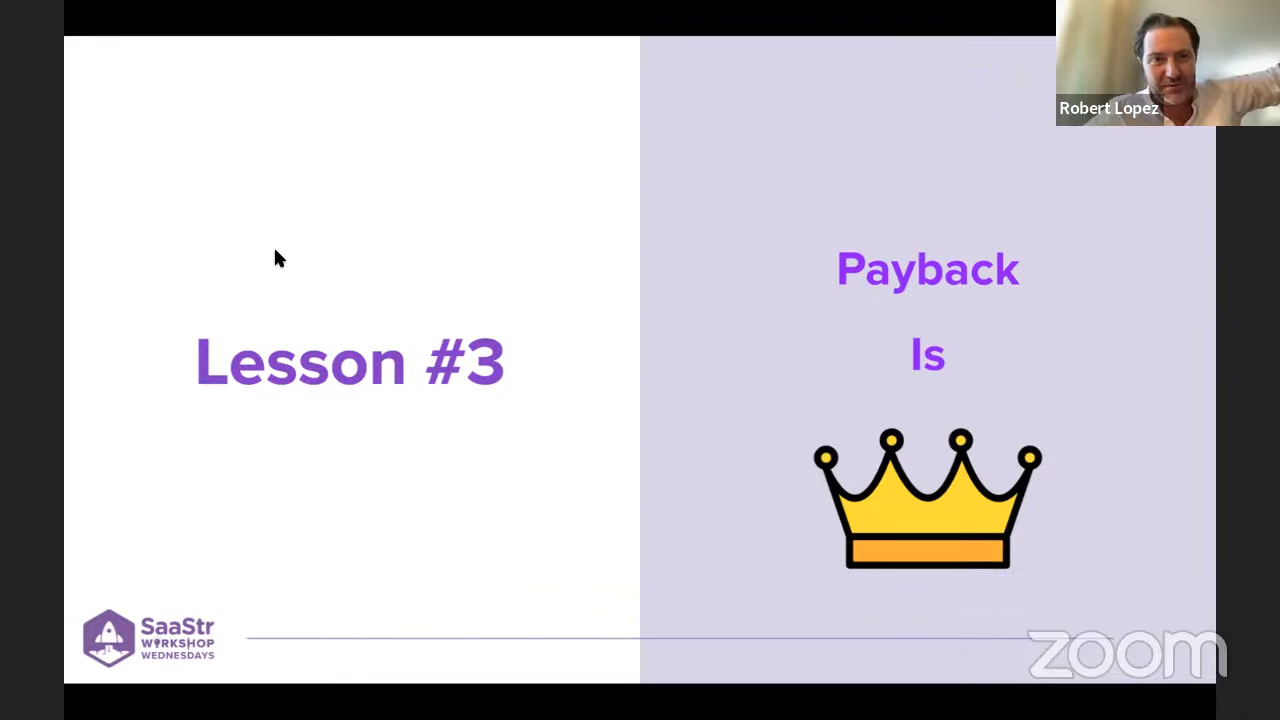 Robert Lopez
Lesson #3
Payback
Is
SaaStr
WORKSHOP
WEDNESDAYS
zoom